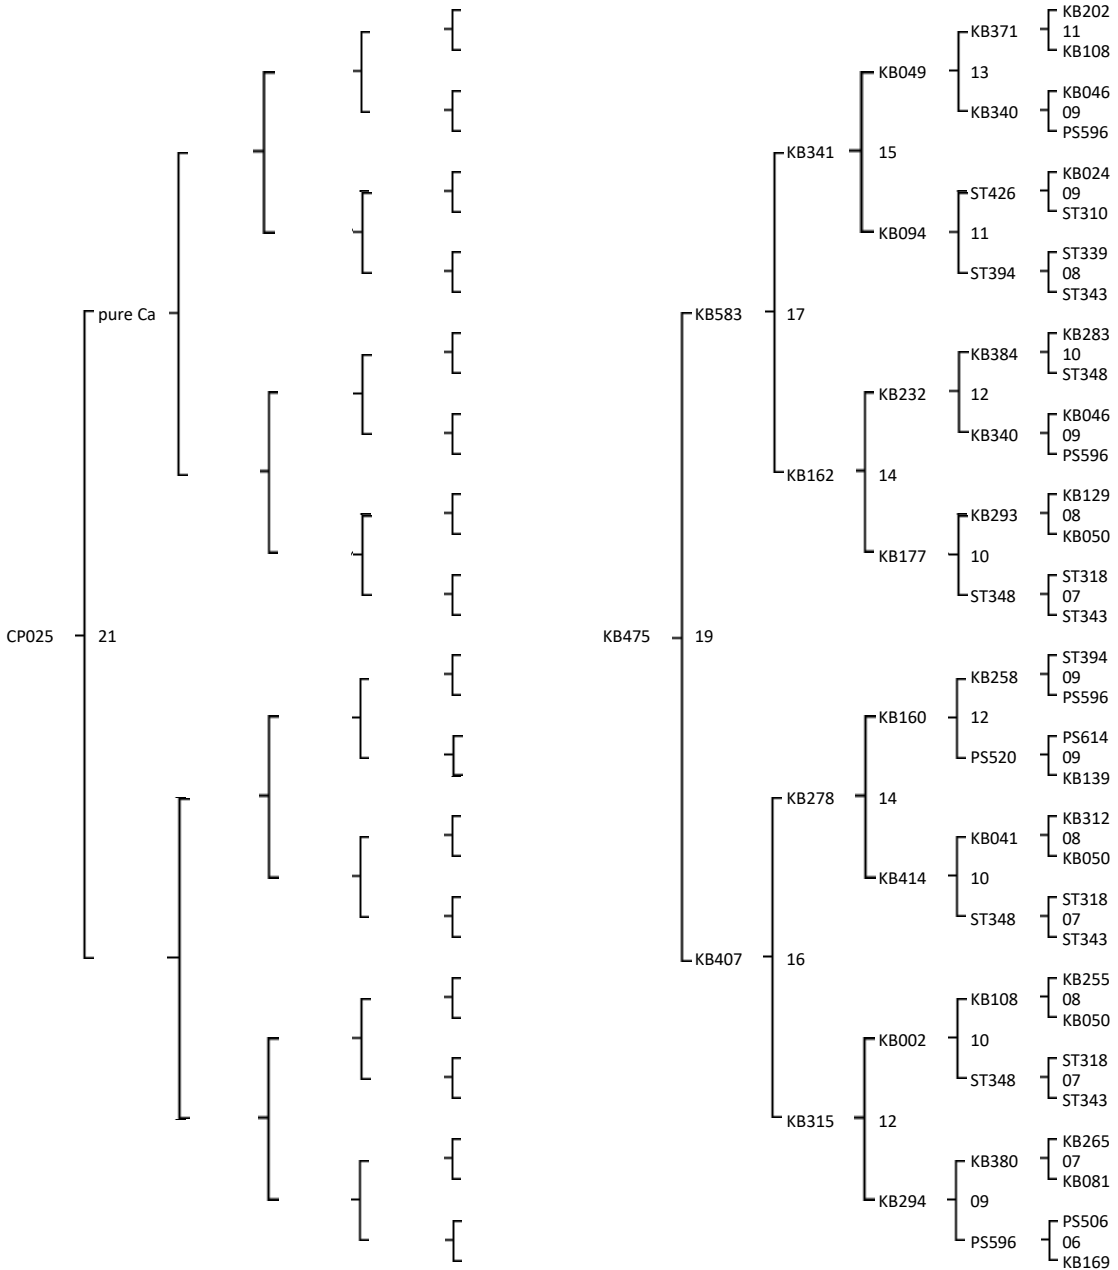 KB202
KB371
11
KB108
KB049
13
KB046
KB340
09
PS596
KB341
15
KB024
ST426
09
ST310
KB094
11
ST339
ST394
08
ST343
pure Ca
KB583
17
KB283
KB384
10
ST348
KB232
12
KB046
KB340
09
PS596
KB162
14
KB129
KB293
08
KB050
KB177
10
ST318
ST348
07
ST343
CP025
21
KB475
19
ST394
KB258
09
PS596
KB160
12
PS614
PS520
09
KB139
KB278
14
KB312
KB041
08
KB050
KB414
10
ST318
ST348
07
ST343
KB407
16
KB255
KB108
08
KB050
KB002
10
ST318
ST348
07
ST343
KB315
12
KB265
KB380
07
KB081
KB294
09
PS506
PS596
06
KB169